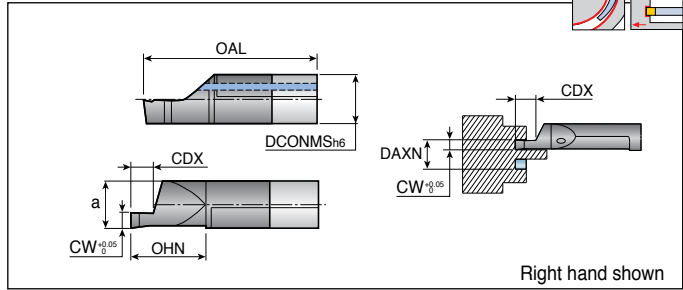 OAL
DCONMSh6
CDX
a
CW+0.05 0
OHN
CDX
DAXN
CW+0.05 0
Right hand shown